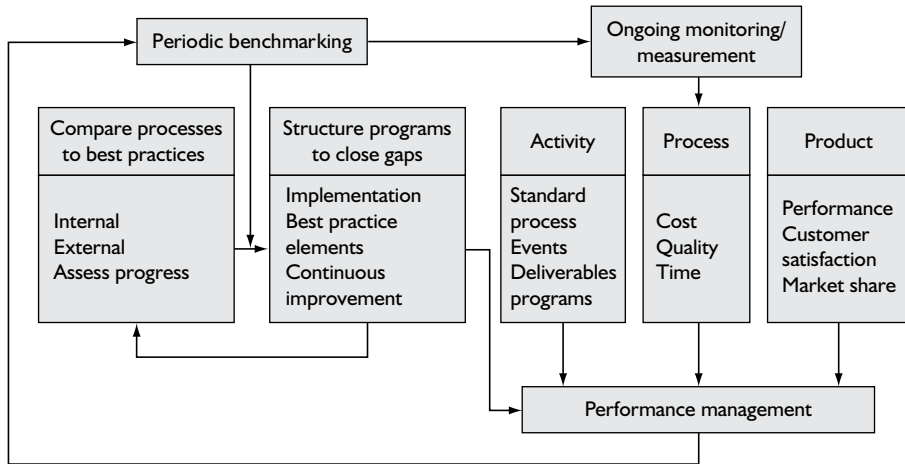 Periodic benchmarking
Ongoing monitoring/
measurement
Compare processes
to best practices
Internal
External
Assess progress
Structure programs
to close gaps
Implementation
Best practice
elements
Continuous
improvement
Activity
Standard
process
Events
Deliverables
programs
Process
Cost
Quality
Time
Product
Performance
Customer
satisfaction
Market share
Performance management